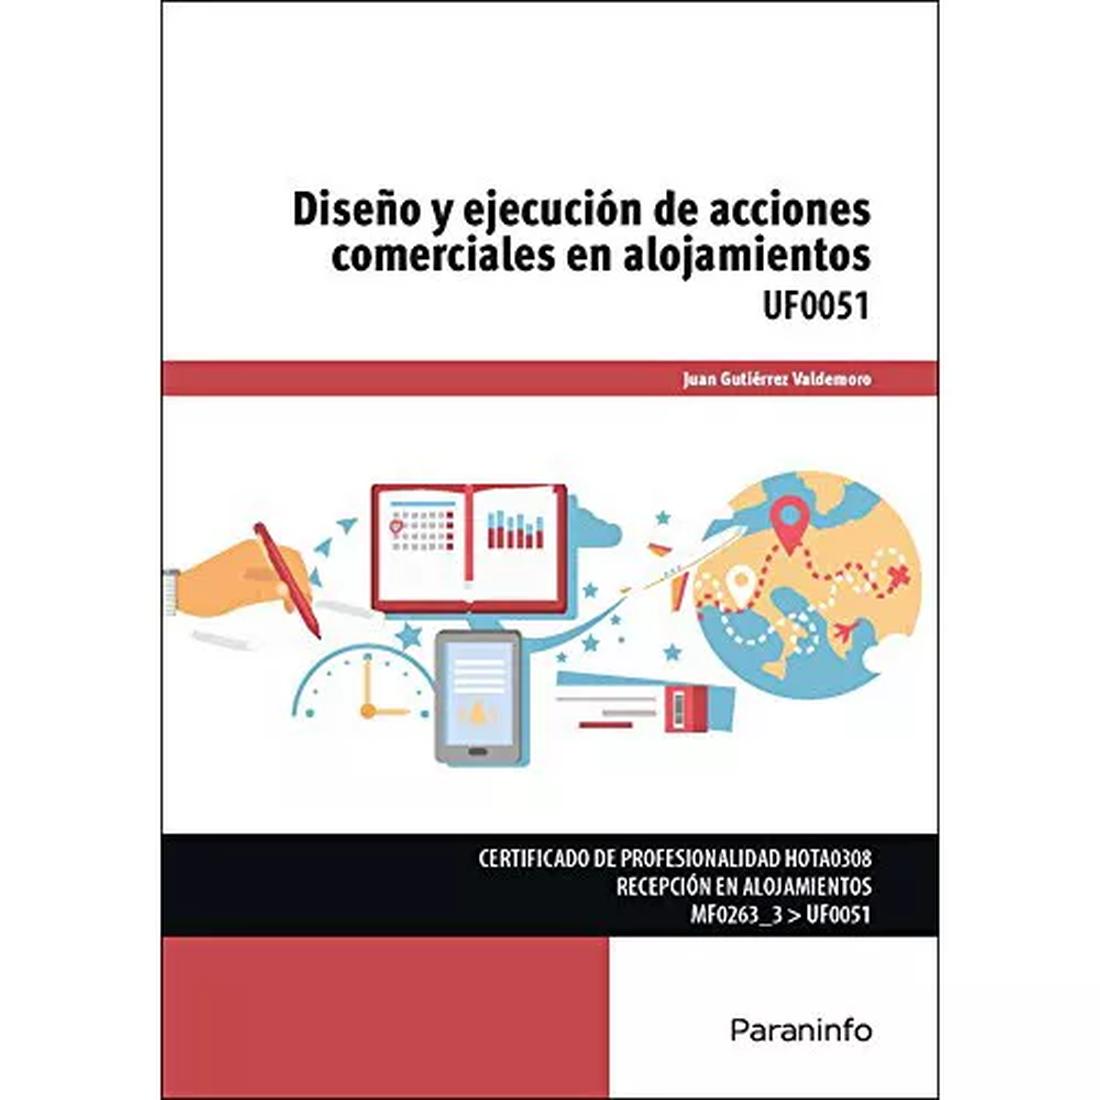 Diseño y ejecución de acciones
comerciales en alojamientos
UF0051
Juan Gutiérrez Valdemoro
CERTIFICADO DE PROFESIONALIDAD HOTA0308
RECEPCIÓN EN ALOJAMIENTOS
MF0263_3 > UF0051
Paraninfo